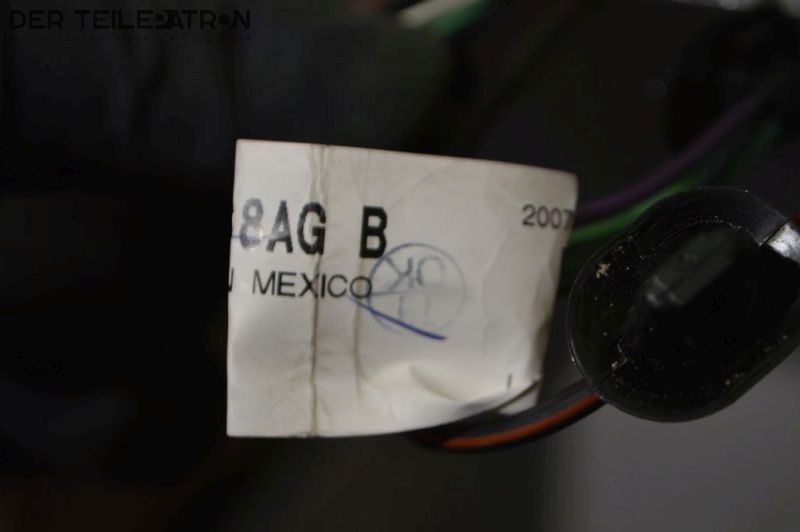 DER TEILEPATRON
8AG B
2007
MEXICO
OK